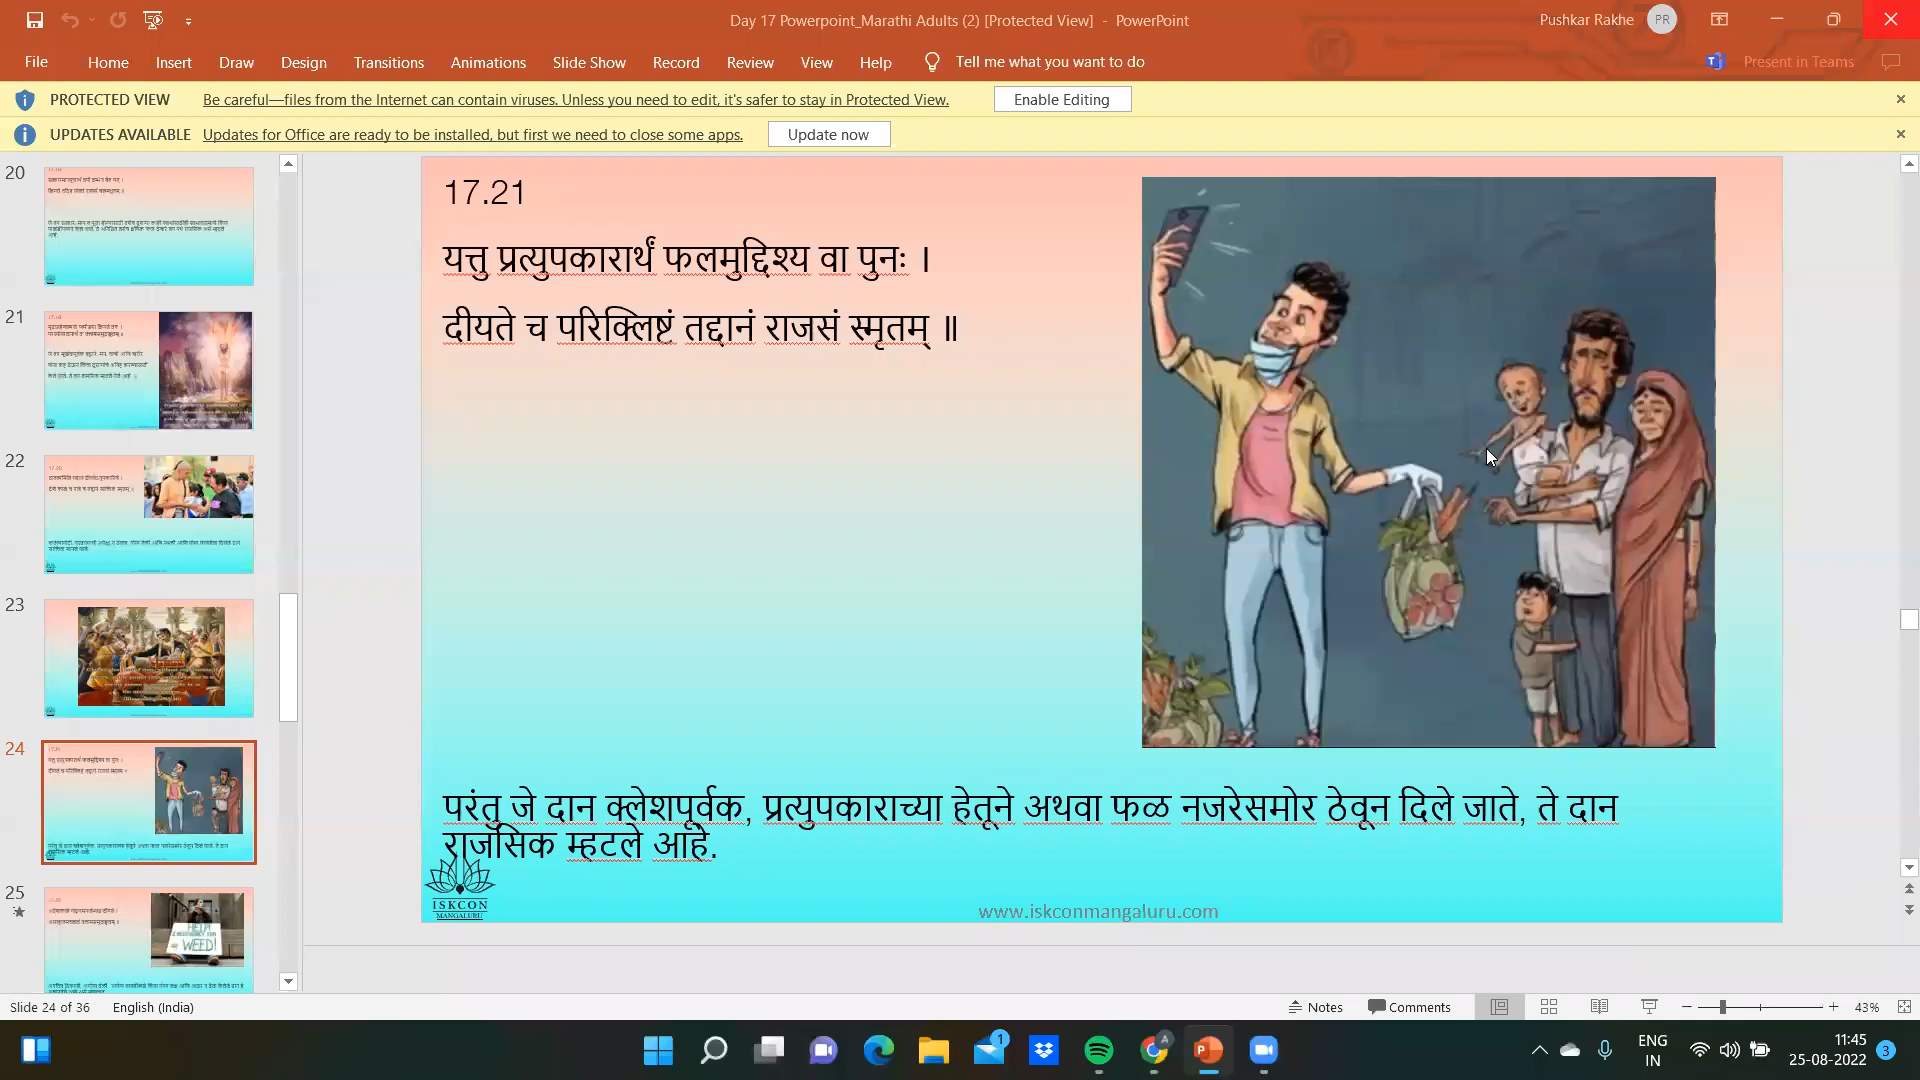 Day 17 Powerpoint_Marathi Adults (2) [Protected View] - PowerPoint
Pushkar Rakhe
PR
File
Home
Insert
Draw
Design
Transitions
Animations
Slide Show
Record
Review
View
Help
Tell me what you want to do
Present in Teams
PROTECTED VIEW
Be careful—files from the Internet can contain viruses. Unless you need to edit, it's safer to stay in Protected View.
Enable Editing
UPDATES AVAILABLE
Updates for Office are ready to be installed, but first we need to close some apps.
Update now
20
21
22
23
24
25
WEED!
17.21
यत्तु प्रत्युपकारार्थं फलमुद्दिश्य वा पुनः ।
दीयते च परिक्लिष्टं तद्दानं राजसं स्मृतम् ॥
परंतु जे दान क्लेशपूर्वक, प्रत्युपकाराच्या हेतूने अथवा फळ नजरेसमोर ठेवून दिले जाते, ते दान
राजसिक म्हटले आहे.
ISKCON
MANGALURU
www.iskconmangaluru.com
Slide 24 of 36
English (India)
Notes
Comments
43%
1
ENG
IN
11:45
25-08-2022
3